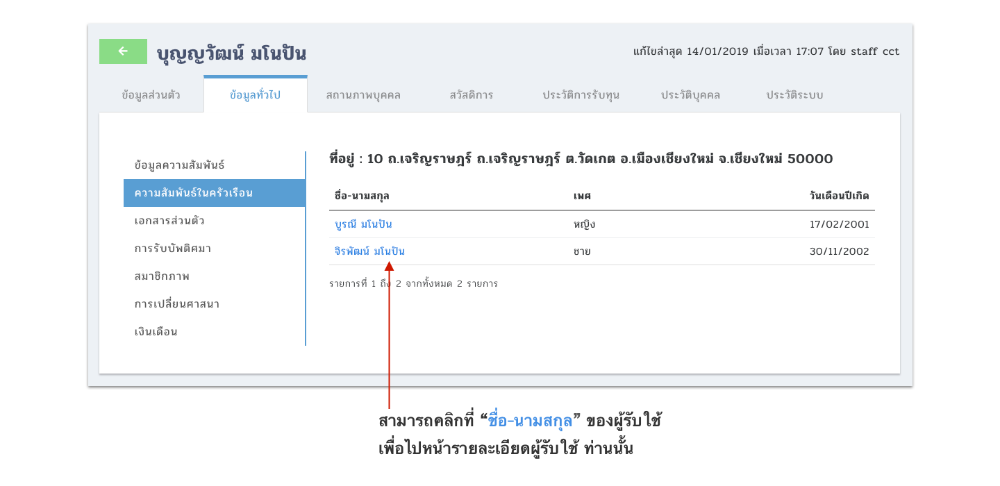 บุญญวัฒน์ มโนปัน
แก้ไขล่าสุด 14/01/2019 เมื่อเวลา 17:07 โดย staff cct
ข้อมูลส่วนตัว ข้อมูลทั่วไป สถานภาพบุคคล สวัสดิการ ประวัติการรับทุน ประวัติบุคคล ประวัติระบบ
ข้อมูลความสัมพันธ์
ความสัมพันธ์ในครัวเรือน
เอกสารส่วนตัว
การรับบัพติศมา
สมาชิกภาพ
การเปลี่ยนศาสนา
เงินเดือน
ที่อยู่ : 10 ถ.เจริญราษฎร์ ถ.เจริญราษฎร์ ต.วัดเกต อ.เมืองเชียงใหม่ จ.เชียงใหม่ 50000
ชื่อ-นามสกุล เพศ วันเดือนปีเกิด
บูรณี มโนปัน หญิง 17/02/2001
จิรพัฒน์ มโนปัน ชาย 30/11/2002
รายการที่ 1 ถึง 2 จากทั้งหมด 2 รายการ
สามารถคลิกที่ “ชื่อ-นามสกุล” ของผู้รับใช้
เพื่อไปหน้ารายละเอียดผู้รับใช้ ท่านนั้น